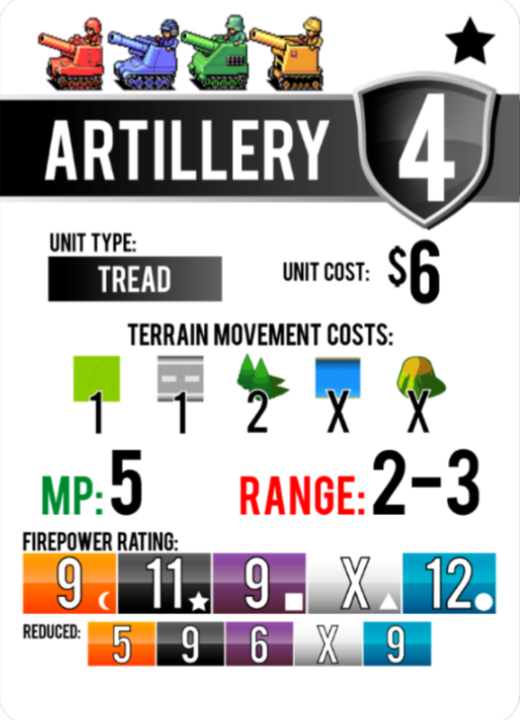 ARTILLERY 4
UNIT TYPE:
TREAD
UNIT COST: $6
TERRAIN MOVEMENT COSTS:
1 1 2 X X
MP: 5 RANGE: 2-3
FIREPOWER RATING:
9 11 9 X 12
REDUCED: 5 9 6 X 9